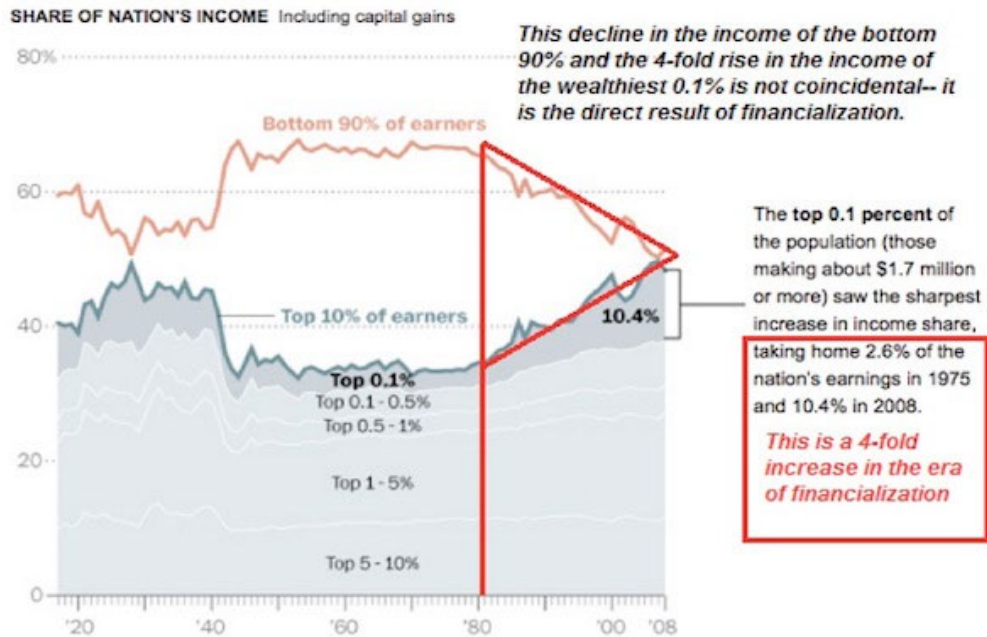 SHARE OF NATION'S INCOME Including capital gains
This decline in the income of the bottom
90% and the 4-fold rise in the income of
the wealthiest 0.1% is not coincidental-- it
is the direct result of financialization.
80%
Bottom 90% of earners
60
The top 0.1 percent of
the population (those
making about $1.7 million
or more) saw the sharpest
increase in income share,
taking home 2.6% of the
nation's earnings in 1975
and 10.4% in 2008.
This is a 4-fold
increase in the era
of financialization
40
Top 10% of earners
10.4%
Top 0.1%
Top 0.1 - 0.5%
Top 0.5 - 1%
20
Top 1 - 5%
Top 5 - 10%
0
'20 '40 '60 '80 '00 '08